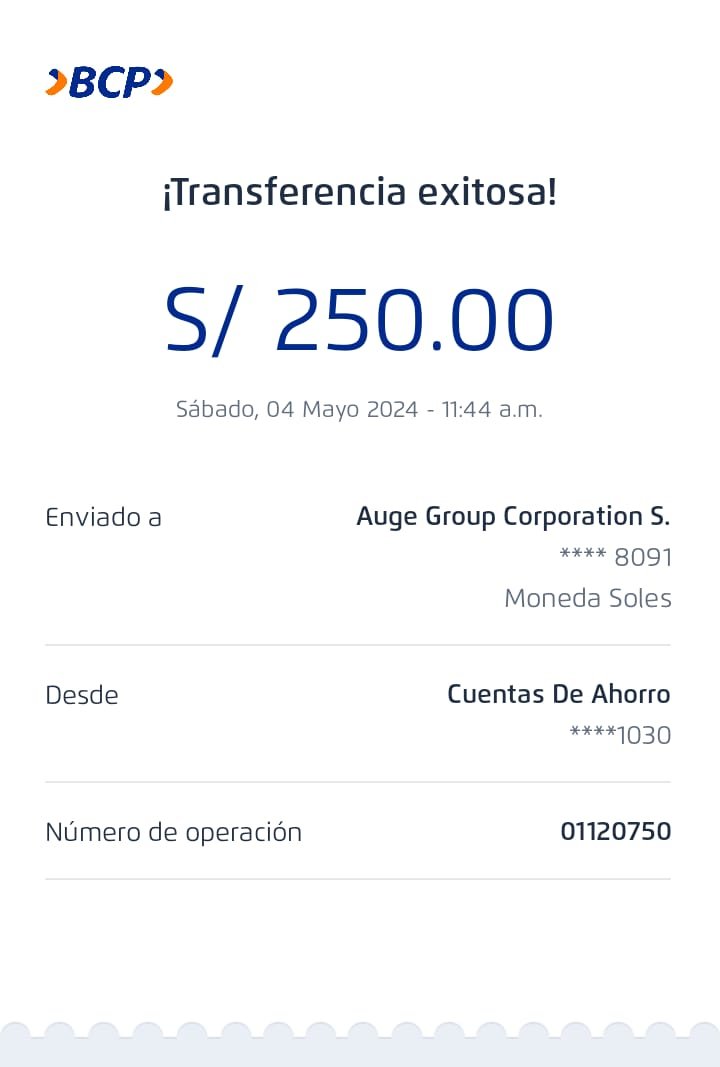 BCP
¡Transferencia exitosa!
S/ 250.00
Sábado, 04 Mayo 2024 - 11:44 a.m.
Enviado a
Auge Group Corporation S.
**** 8091
Moneda Soles
Desde
Cuentas De Ahorro
****1030
Número de operación
01120750